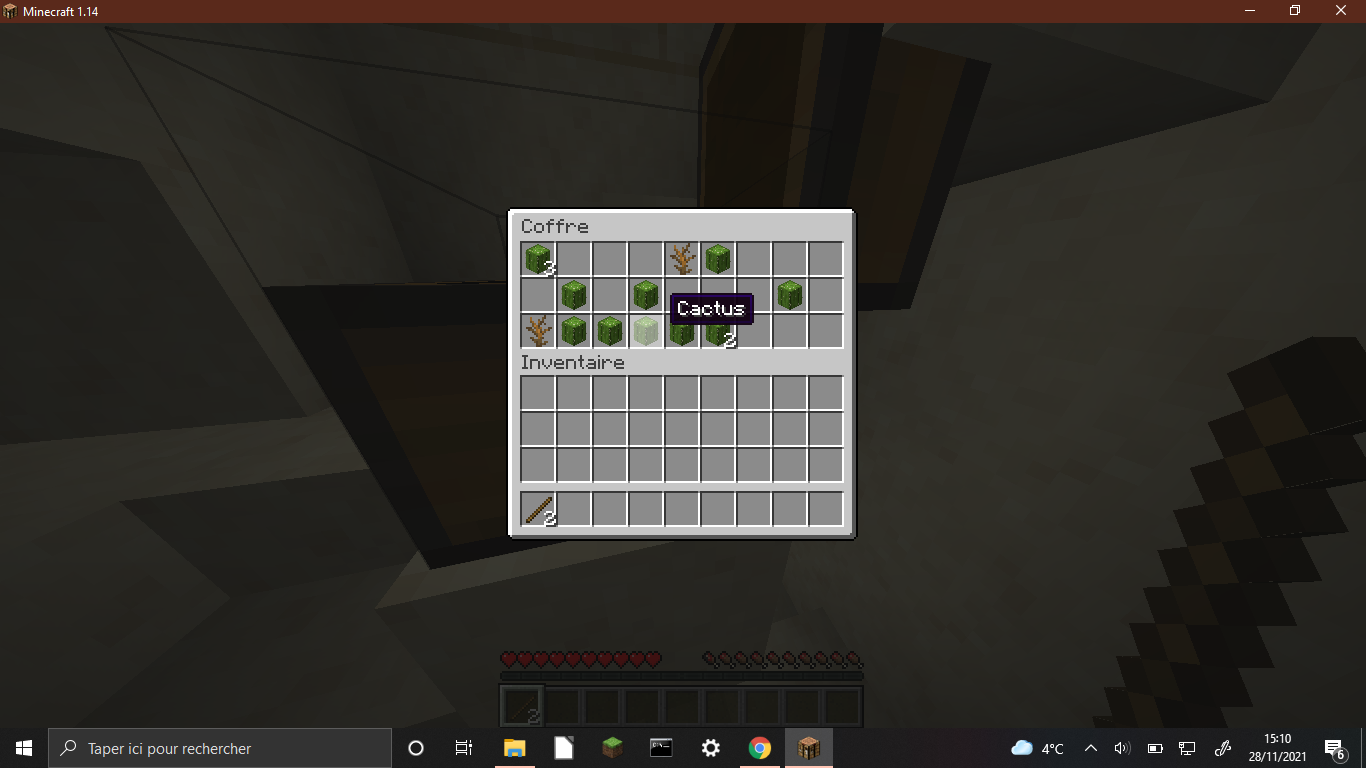 Minecraft 1.14
Coffre
3
Cactus
2
Inventaire
2
2
Taper ici pour rechercher
4°C
15:10
28/11/2021
6